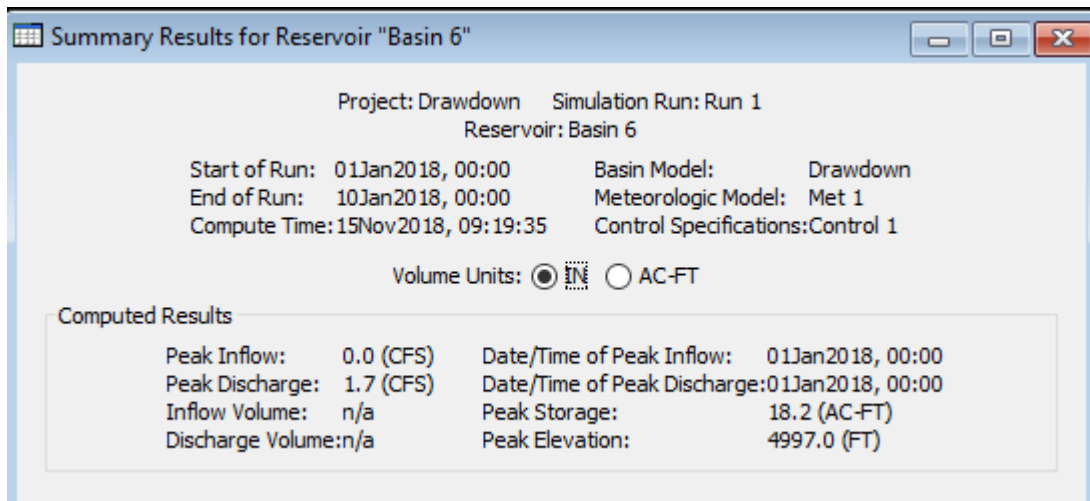 Summary Results for Reservoir "Basin 6"
Project: Drawdown Simulation Run: Run 1
Reservoir: Basin 6
Start of Run: 01Jan2018, 00:00 Basin Model: Drawdown
End of Run: 10Jan2018, 00:00 Meteorologic Model: Met 1
Compute Time:15Nov2018, 09:19:35 Control Specifications:Control 1
Volume Units: IN AC-FT
Computed Results
Peak Inflow: 0.0 (CFS) Date/Time of Peak Inflow: 01Jan2018, 00:00
Peak Discharge: 1.7 (CFS) Date/Time of Peak Discharge:01Jan2018, 00:00
Inflow Volume: n/a Peak Storage: 18.2 (AC-FT)
Discharge Volume:n/a Peak Elevation: 4997.0 (FT)